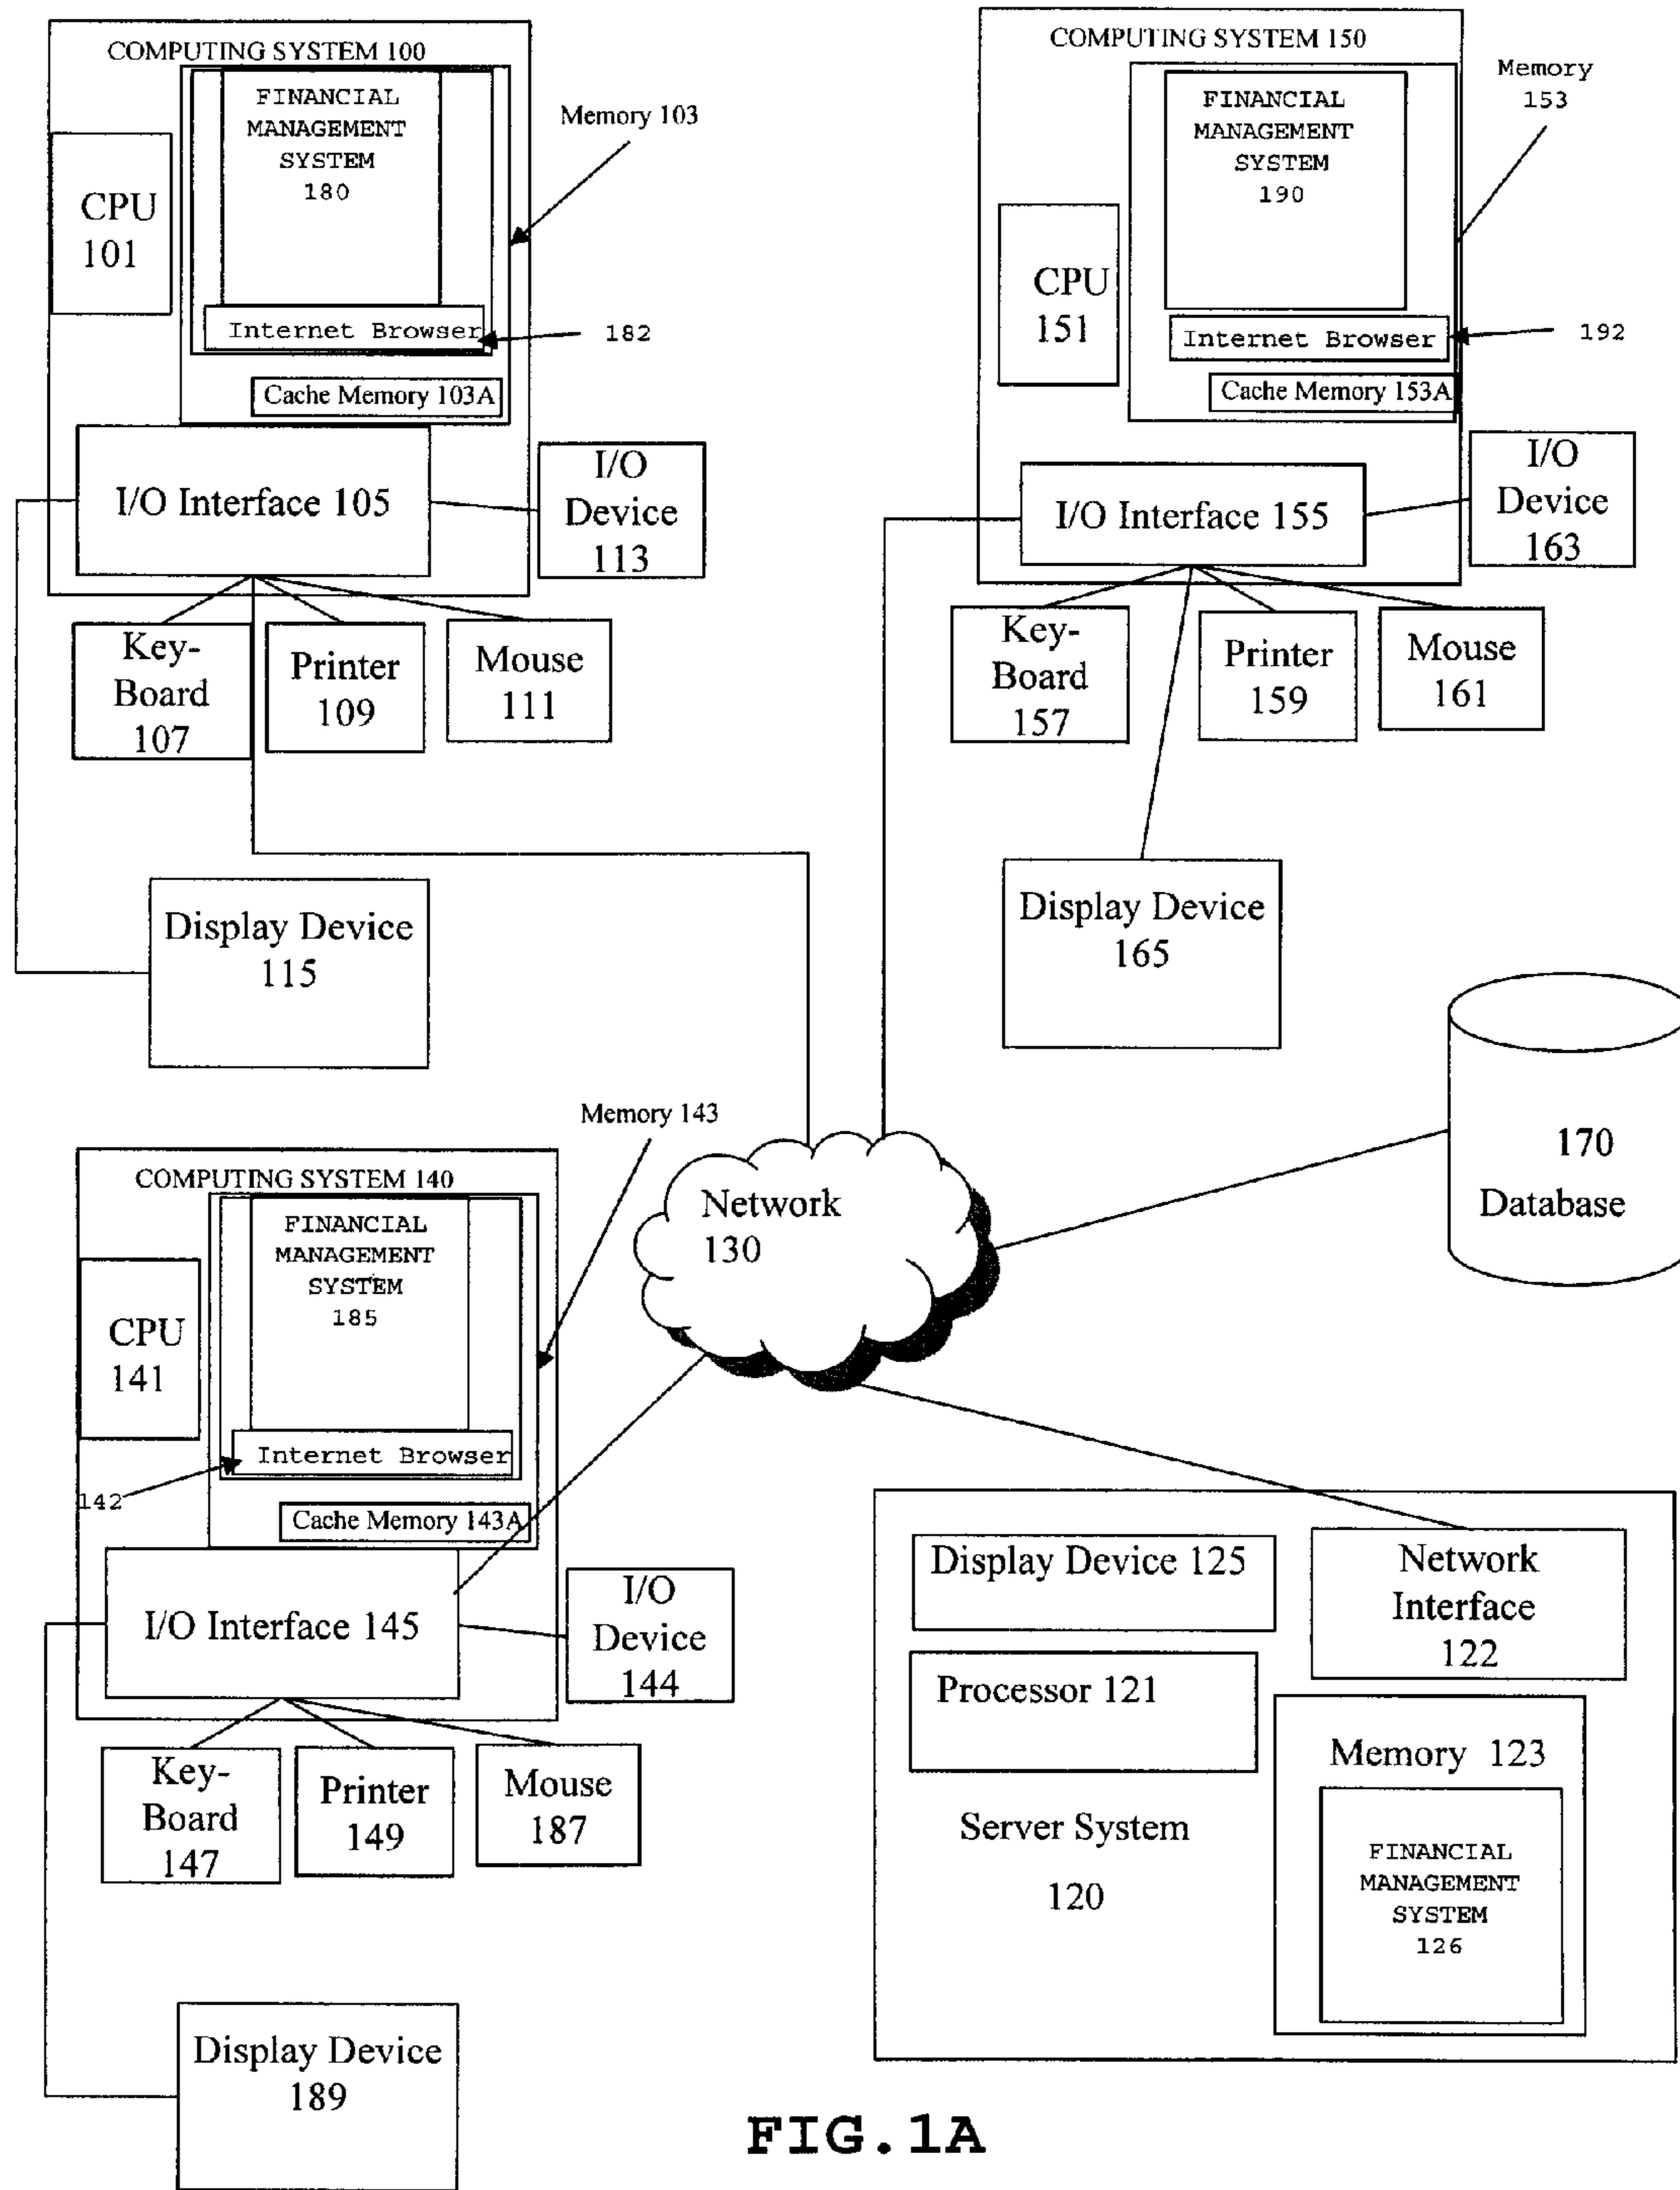 COMPUTING SYSTEM 100
FINANCIAL
MANAGEMENT
SYSTEM
180
Memory 103
CPU
101
Internet Browser
182
Cache Memory 103A
I/O Interface 105
I/O
Device
113
Key-
Board
107
Printer
109
Mouse
111
Display Device
115
COMPUTING SYSTEM 150
Memory
153
FINANCIAL
MANAGEMENT
SYSTEM
190
CPU
151
Internet Browser
192
Cache Memory 153A
I/O Interface 155
I/O
Device
163
Key-
Board
157
Printer
159
Mouse
161
Display Device
165
170
Database
Network
130
Memory 143
COMPUTING SYSTEM 140
FINANCIAL
MANAGEMENT
SYSTEM
185
CPU
141
Internet Browser
142
Cache Memory 143A
I/O Interface 145
I/O
Device
144
Key-
Board
147
Printer
149
Mouse
187
Display Device
189
Display Device 125
Network
Interface
122
Processor 121
Memory 123
Server System
120
FINANCIAL
MANAGEMENT
SYSTEM
126
FIG.1A